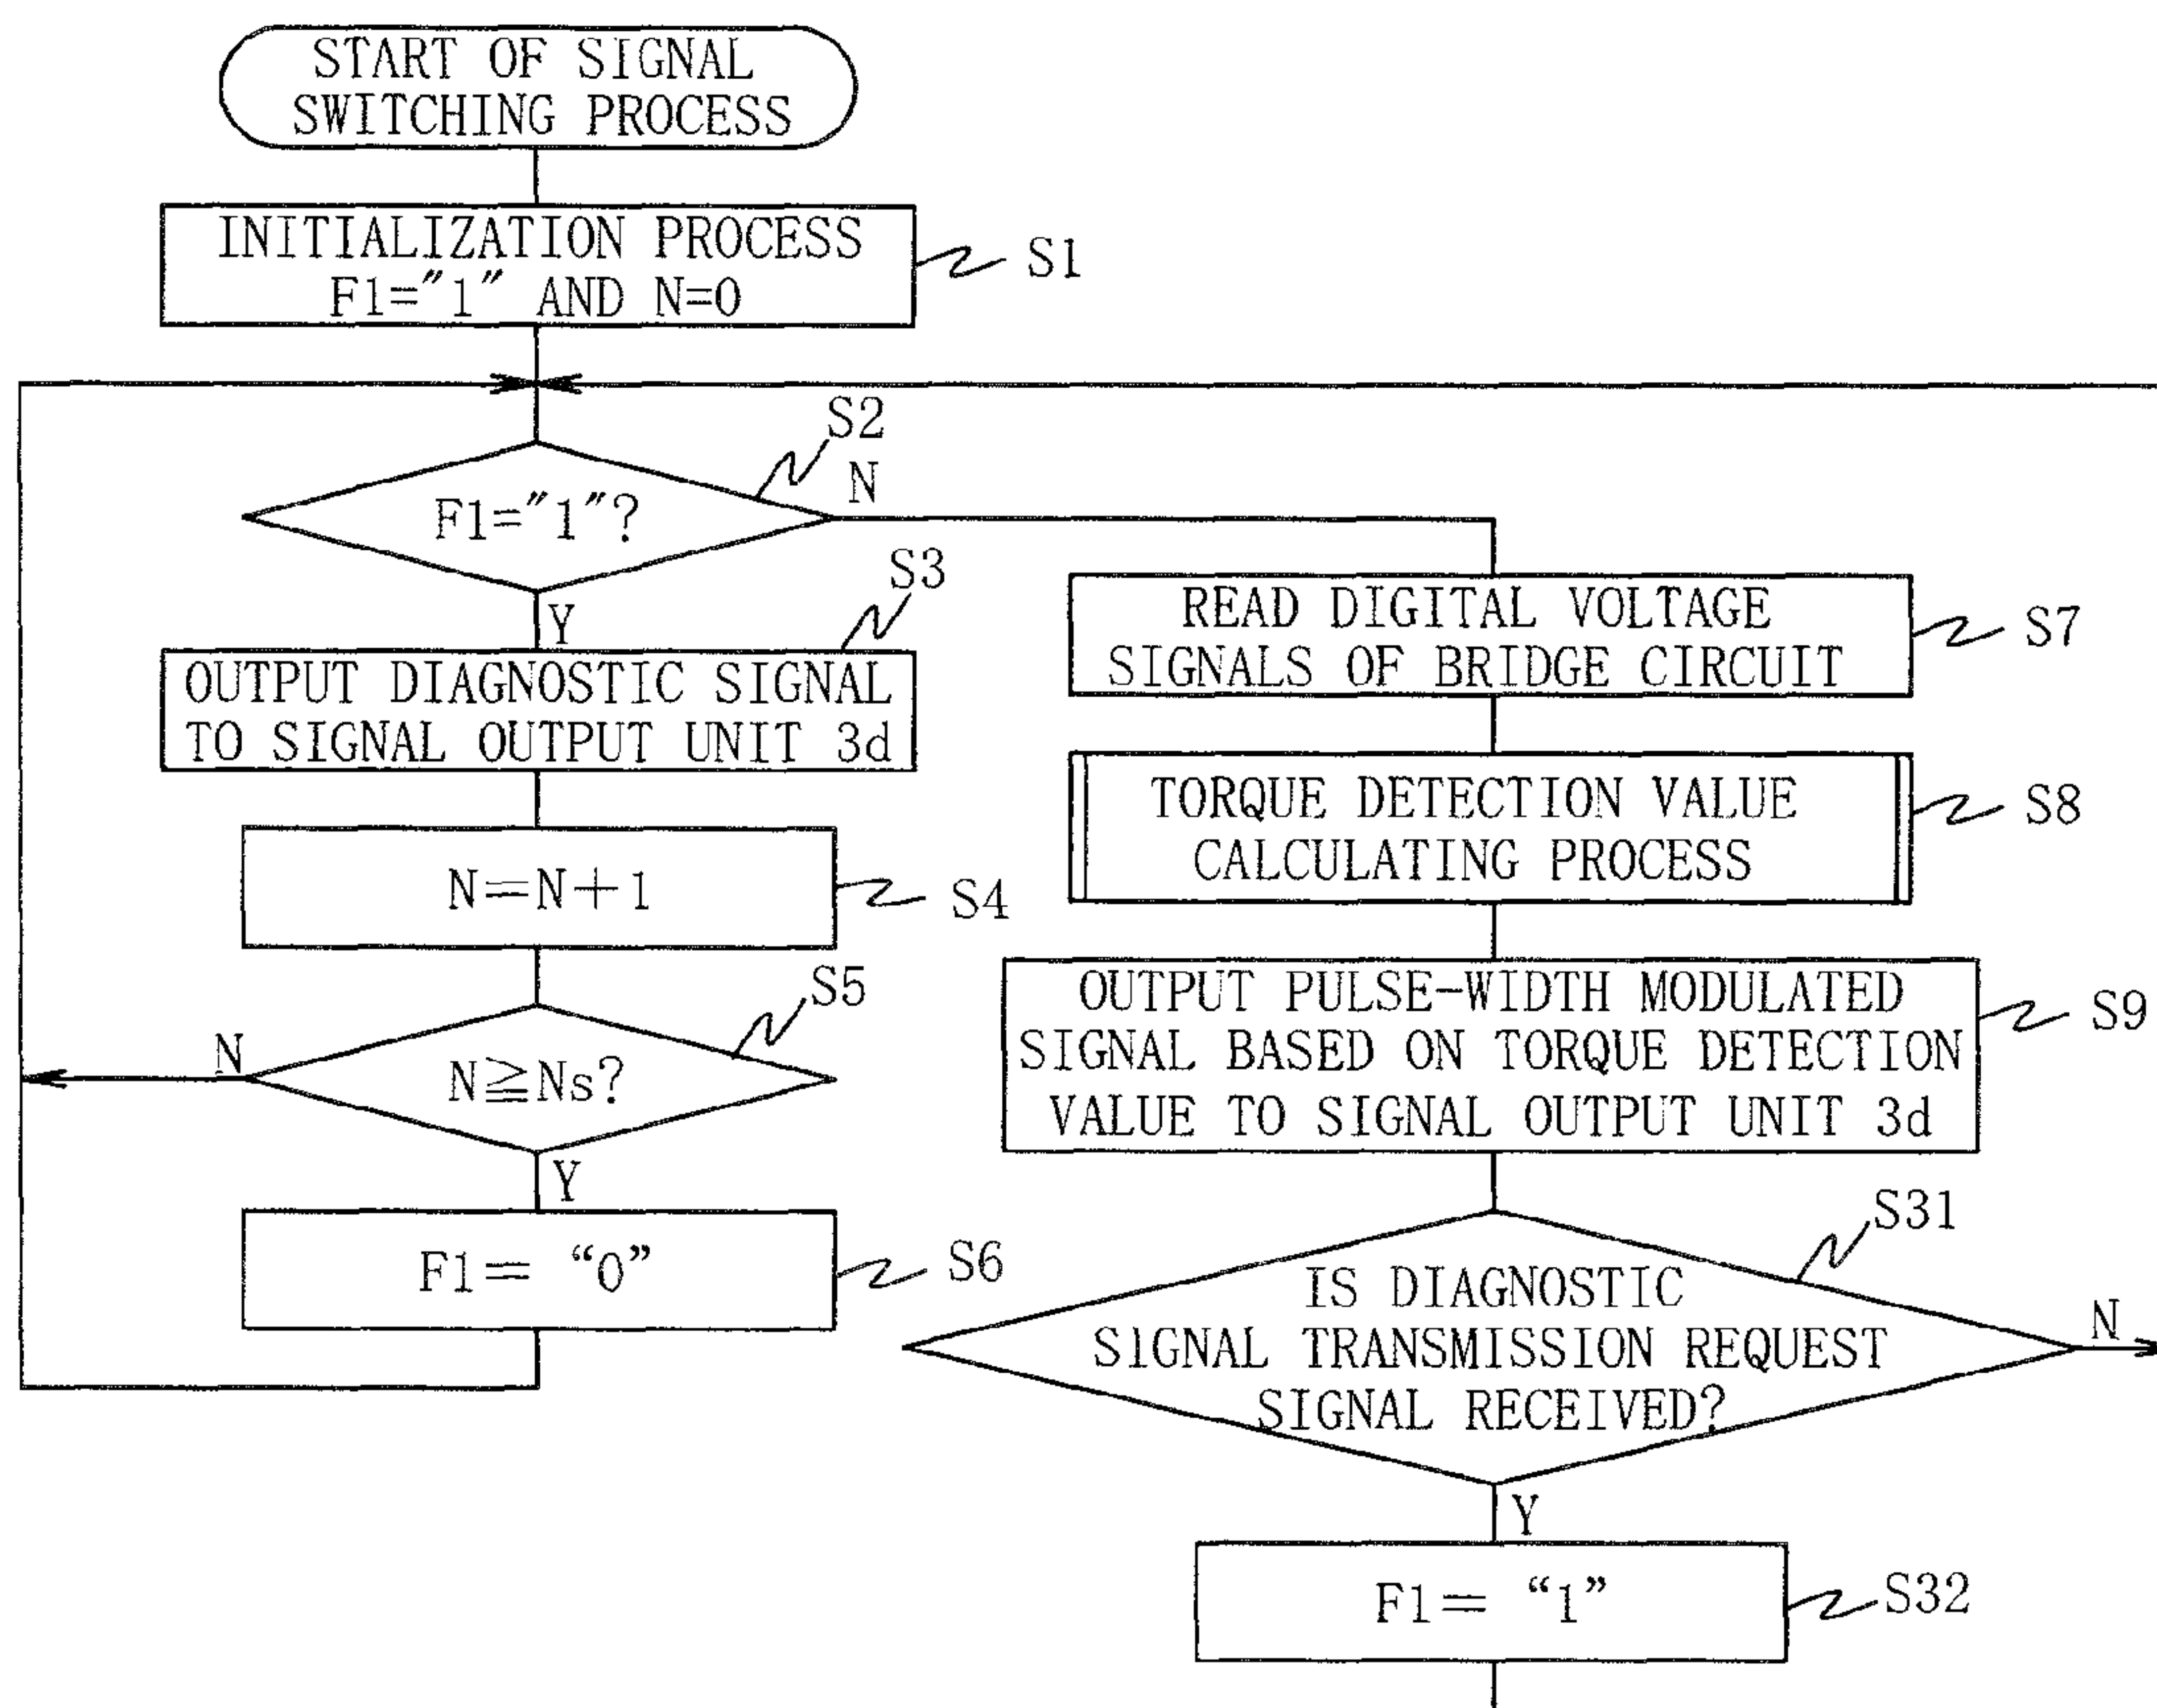 START OF SIGNAL
SWITCHING PROCESS
INITIALIZATION PROCESS
F1="1" AND N=0
S1
S2
F1="1"?
N
Y
S3
OUTPUT DIAGNOSTIC SIGNAL
TO SIGNAL OUTPUT UNIT 3d
N=N+1
S4
S5
N≧Ns?
N
Y
F1= “0”
S6
READ DIGITAL VOLTAGE
SIGNALS OF BRIDGE CIRCUIT
S7
TORQUE DETECTION VALUE
CALCULATING PROCESS
S8
OUTPUT PULSE-WIDTH MODULATED
SIGNAL BASED ON TORQUE DETECTION
VALUE TO SIGNAL OUTPUT UNIT 3d
S9
S31
IS DIAGNOSTIC
SIGNAL TRANSMISSION REQUEST
SIGNAL RECEIVED?
N
Y
F1= “1”
S32